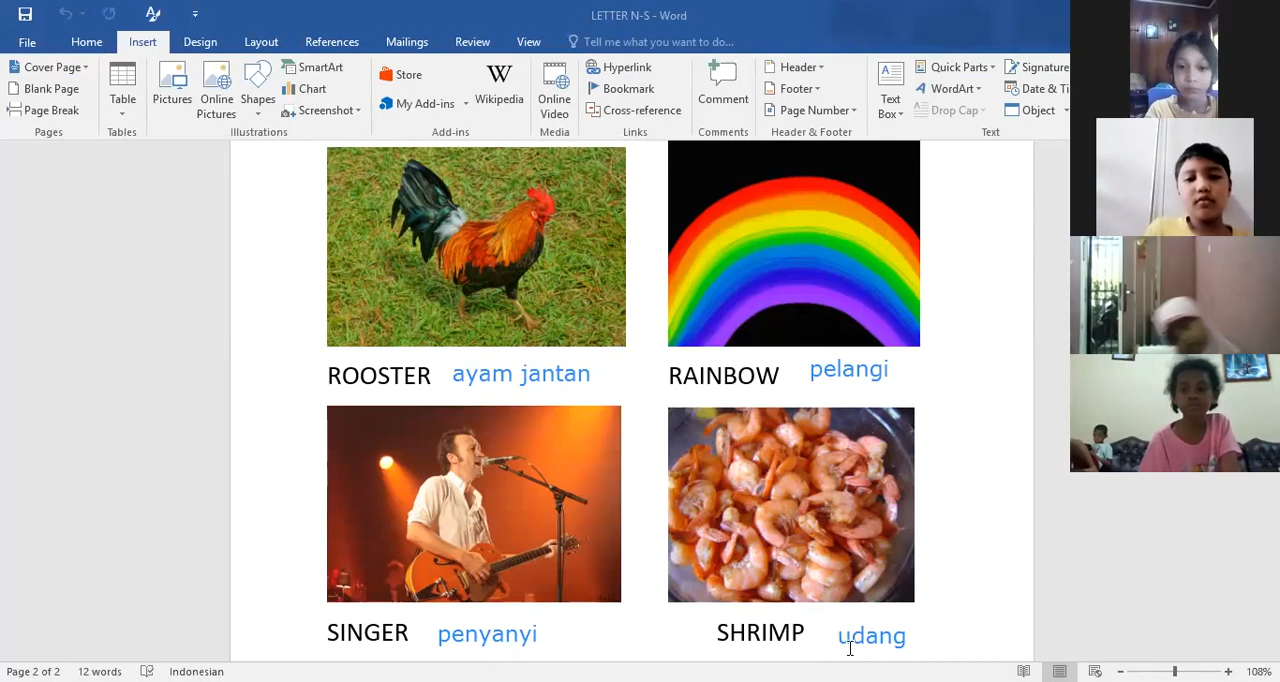 LETTER N-S - Word
File Home Insert Design Layout References Mailings Review View Tell me what you want to do...
Cover Page
Blank Page
Page Break
Pages
Table
Tables
Pictures
Online Pictures
Shapes
SmartArt
Chart
Screenshot
Illustrations
Store
My Add-ins
W
Wikipedia
Add-ins
Online Video
Media
Hyperlink
Bookmark
Cross-reference
Links
Comment
Comments
Header
Footer
Page Number
Header & Footer
Text Box
Quick Parts
WordArt
Drop Cap
Signature
Date & Ti
Object
Text
ROOSTER ayam jantan
RAINBOW pelangi
SINGER penyanyi
SHRIMP udang
Page 2 of 2 12 words Indonesian 108%